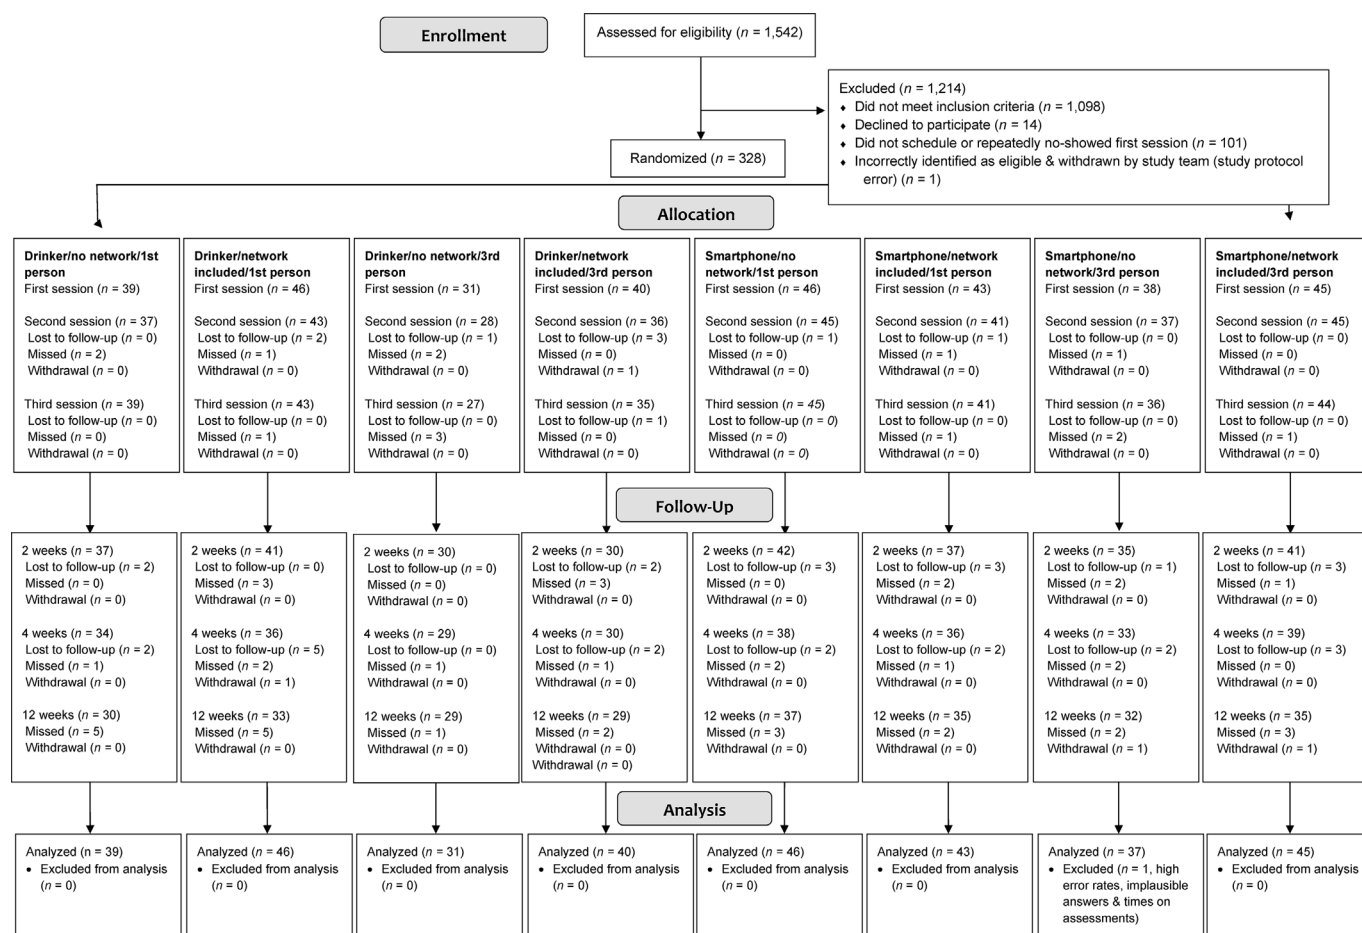 Enrollment
Assessed for eligibility (n = 1,542)
Excluded (n = 1,214)
♦ Did not meet inclusion criteria (n = 1,098)
♦ Declined to participate (n = 14)
♦ Did not schedule or repeatedly no-showed first session (n = 101)
♦ Incorrectly identified as eligible & withdrawn by study team (study protocol
error) (n = 1)
Randomized (n = 328)
Allocation
Drinker/no network/1st
person
First session (n = 39)
Second session (n = 37)
Lost to follow-up (n = 0)
Missed (n = 2)
Withdrawal (n = 0)
Third session (n = 39)
Lost to follow-up (n = 0)
Missed (n = 0)
Withdrawal (n = 0)
Drinker/network
included/1st person)
First session (n = 46)
Second session (n = 43)
Lost to follow-up (n = 2)
Missed (n = 1)
Withdrawal (n = 0)
Third session (n = 43)
Lost to follow-up (n = 0)
Missed (n = 1)
Withdrawal (n = 0)
Drinker/no network/3rd
person)
First session (n = 31)
Second session (n = 28)
Lost to follow-up (n = 1)
Missed (n = 2)
Withdrawal (n = 0)
Third session (n = 27)
Lost to follow-up (n = 0)
Missed (n = 3)
Withdrawal (n = 0)
Drinker/network
included/3rd person)
First session (n = 40)
Second session (n = 36)
Lost to follow-up (n = 3)
Missed (n = 0)
Withdrawal (n = 1)
Third session (n = 35)
Lost to follow-up (n = 1)
Missed (n = 0)
Withdrawal (n = 0)
Smartphone/no
network/1st person)
First session (n = 46)
Second session (n = 45)
Lost to follow-up (n = 1)
Missed (n = 0)
Withdrawal (n = 0)
Third session (n = 45)
Lost to follow-up (n = 0)
Missed (n = 0)
Withdrawal (n = 0)
Smartphone/network
included/1st person)
First session (n = 43)
Second session (n = 41)
Lost to follow-up (n = 1)
Missed (n = 1)
Withdrawal (n = 0)
Third session (n = 41)
Lost to follow-up (n = 0)
Missed (n = 1)
Withdrawal (n = 0)
Smartphone/no
network/3rd person)
First session (n = 38)
Second session (n = 37)
Lost to follow-up (n = 0)
Missed (n = 1)
Withdrawal (n = 0)
Third session (n = 36)
Lost to follow-up (n = 0)
Missed (n = 2)
Withdrawal (n = 0)
Smartphone/network
included/3rd person)
First session (n = 45)
Second session (n = 45)
Lost to follow-up (n = 0)
Missed (n = 0)
Withdrawal (n = 0)
Third session (n = 44)
Lost to follow-up (n = 0)
Missed (n = 1)
Withdrawal (n = 0)
Follow-Up
2 weeks (n = 37)
Lost to follow-up (n = 2)
Missed (n = 0)
Withdrawal (n = 0)
4 weeks (n = 34)
Lost to follow-up (n = 2)
Missed (n = 1)
Withdrawal (n = 0)
12 weeks (n = 30)
Missed (n = 5)
Withdrawal (n = 0)
2 weeks (n = 41)
Lost to follow-up (n = 0)
Missed (n = 3)
Withdrawal (n = 0)
4 weeks (n = 36)
Lost to follow-up (n = 5)
Missed (n = 2)
Withdrawal (n = 1)
12 weeks (n = 33)
Missed (n = 5)
Withdrawal (n = 0)
2 weeks (n = 30)
Lost to follow-up (n = 0)
Missed (n = 0)
Withdrawal (n = 0)
4 weeks (n = 29)
Lost to follow-up (n = 0)
Missed (n = 1)
Withdrawal (n = 0)
12 weeks (n = 29)
Missed (n = 1)
Withdrawal (n = 0)
2 weeks (n = 30)
Lost to follow-up (n = 2)
Missed (n = 3)
Withdrawal (n = 0)
4 weeks (n = 30)
Lost to follow-up (n = 2)
Missed (n = 1)
Withdrawal (n = 0)
12 weeks (n = 29)
Missed (n = 2)
Withdrawal (n = 0)
Withdrawal (n = 0)
2 weeks (n = 42)
Lost to follow-up (n = 3)
Missed (n = 0)
Withdrawal (n = 0)
4 weeks (n = 38)
Lost to follow-up (n = 2)
Missed (n = 2)
Withdrawal (n = 0)
12 weeks (n = 37)
Missed (n = 3)
Withdrawal (n = 0)
2 weeks (n = 37)
Lost to follow-up (n = 3)
Missed (n = 2)
Withdrawal (n = 0)
4 weeks (n = 36)
Lost to follow-up (n = 2)
Missed (n = 1)
Withdrawal (n = 0)
12 weeks (n = 35)
Missed (n = 2)
Withdrawal (n = 0)
2 weeks (n = 35)
Lost to follow-up (n = 1)
Missed (n = 2)
Withdrawal (n = 0)
4 weeks (n = 33)
Lost to follow-up (n = 2)
Missed (n = 2)
Withdrawal (n = 0)
12 weeks (n = 32)
Missed (n = 2)
Withdrawal (n = 1)
2 weeks (n = 41)
Lost to follow-up (n = 3)
Missed (n = 1)
Withdrawal (n = 0)
4 weeks (n = 39)
Lost to follow-up (n = 3)
Missed (n = 0)
Withdrawal (n = 0)
12 weeks (n = 35)
Missed (n = 3)
Withdrawal (n = 1)
Analysis
Analyzed (n = 39)
• Excluded from analysis
(n = 0)
Analyzed (n = 46)
• Excluded from analysis
(n = 0)
Analyzed (n = 31)
• Excluded from analysis
(n = 0)
Analyzed (n = 40)
• Excluded from analysis
(n = 0)
Analyzed (n = 46)
• Excluded from analysis
(n = 0)
Analyzed (n = 43)
• Excluded from analysis
(n = 0)
Analyzed (n = 37)
• Excluded (n = 1, high
error rates, implausible
answers & times on
assessments)
Analyzed (n = 45)
• Excluded from analysis
(n = 0)